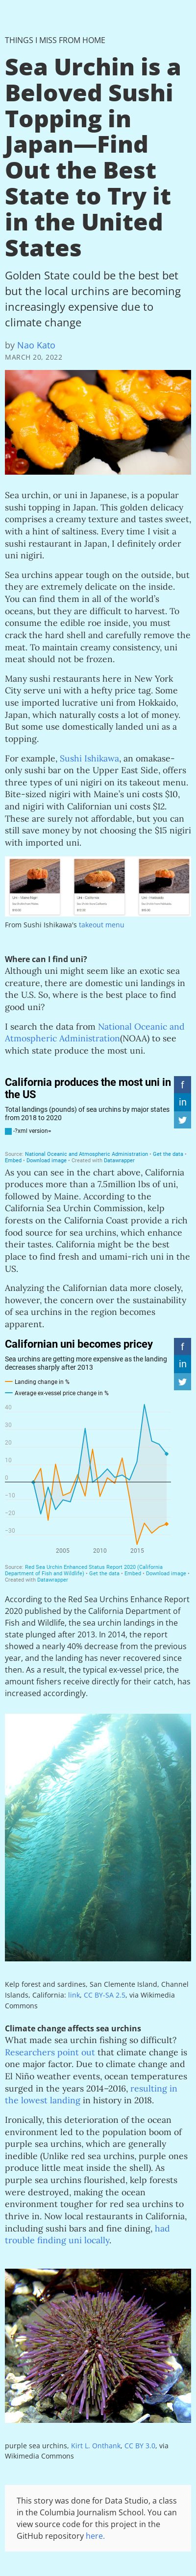 THINGS I MISS FROM HOME
Sea Urchin is a
Beloved Sushi
Topping in
Japan—Find
Out the Best
State to Try it
in the United
States
Golden State could be the best bet
but the local urchins are becoming
increasingly expensive due to
climate change
by Nao Kato
MARCH 20, 2022
Sea urchin, or uni in Japanese, is a popular
sushi topping in Japan. This golden delicacy
comprises a creamy texture and tastes sweet,
with a hint of saltiness. Every time I visit a
sushi restaurant in Japan, I definitely order
uni nigiri.
Sea urchins appear tough on the outside, but
they are extremely delicate on the inside.
You can find them in all of the world's
oceans, but they are difficult to harvest. To
consume the edible roe inside, you must
crack the hard shell and carefully remove the
meat. To maintain creamy consistency, uni
meat should not be frozen.
Many sushi restaurants here in New York
City serve uni with a hefty price tag. Some
use imported lucrative uni from Hokkaido,
Japan, which naturally costs a lot of money.
But some use domestically landed uni as a
topping.
For example, Sushi Ishikawa, an omakase-
only sushi bar on the Upper East Side, offers
three types of uni nigiri on its takeout menu.
Bite-sized nigiri with Maine's uni costs $10,
and nigiri with Californian uni costs $12.
These are surely not affordable, but you can
still save money by not choosing the $15 nigiri
with imported uni.
From Sushi Ishikawa's takeout menu
Where can I find uni?
Although uni might seem like an exotic sea
creature, there are domestic uni landings in
the U.S. So, where is the best place to find
good uni?
I search the data from National Oceanic and
Atmospheric Administration(NOAA) to see
which state produce the most uni.
California produces the most uni in
the US
Total landings (pounds) of sea urchins by major states
from 2018 to 2020
f
in
?xml version=
Source: National Oceanic and Atmospheric Administration • Get the data •
Embed • Download image • Created with Datawrapper
As you can see in the chart above, California
produces more than a 7.5million lbs of uni,
followed by Maine. According to the
California Sea Urchin Commission, kelp
forests on the California Coast provide a rich
food source for sea urchins, which enhance
their tastes. California might be the best
place to find fresh and umami-rich uni in the
US.
Analyzing the Californian data more closely,
however, the concern over the sustainability
of sea urchins in the region becomes
apparent.
Californian uni becomes pricey
Sea urchins are getting more expensive as the landing
decreases sharply after 2013
f
in
Landing change in %
Average ex-vessel price change in %
40
30
20
10
0
−10
−20
−30
2005 2010 2015
Source: Red Sea Urchin Enhanced Status Report 2020 (California
Department of Fish and Wildlife) • Get the data • Embed • Download image •
Created with Datawrapper
According to the Red Sea Urchins Enhance Report
2020 published by the California Department of
Fish and Wildlife, the sea urchin landings in the
state plunged after 2013. In 2014, the report
showed a nearly 40% decrease from the previous
year, and the landing has never recovered since
then. As a result, the typical ex-vessel price, the
amount fishers receive directly for their catch, has
increased accordingly.
Kelp forest and sardines, San Clemente Island, Channel
Islands, California: link, CC BY-SA 2.5, via Wikimedia
Commons
Climate change affects sea urchins
What made sea urchin fishing so difficult?
Researchers point out that climate change is
one major factor. Due to climate change and
El Niño weather events, ocean temperatures
surged in the years 2014–2016, resulting in
the lowest landing in history in 2018.
Ironically, this deterioration of the ocean
environment led to the population boom of
purple sea urchins, which are generally
inedible (Unlike red sea urchins, purple ones
produce little meat inside the shell). As
purple sea urchins flourished, kelp forests
were destroyed, making the ocean
environment tougher for red sea urchins to
thrive in. Now local restaurants in California,
including sushi bars and fine dining, had
trouble finding uni locally.
purple sea urchins, Kirt L. Onthank, CC BY 3.0, via
Wikimedia Commons
This story was done for Data Studio, a class
in the Columbia Journalism School. You can
view source code for this project in the
GitHub repository here.